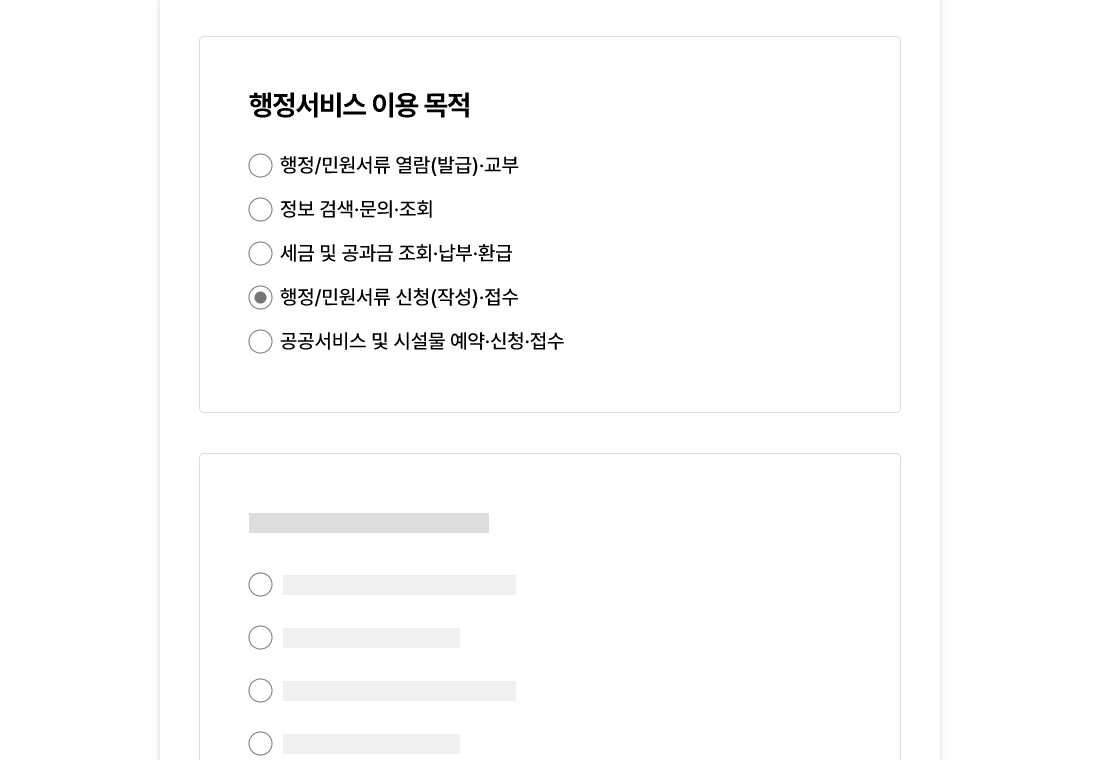 행정서비스 이용 목적
행정/민원서류 열람(발급)·교부
정보 검색·문의·조회
세금 및 공과금 조회·납부·환급
행정/민원서류 신청(작성)·접수
공공서비스 및 시설물 예약·신청·접수